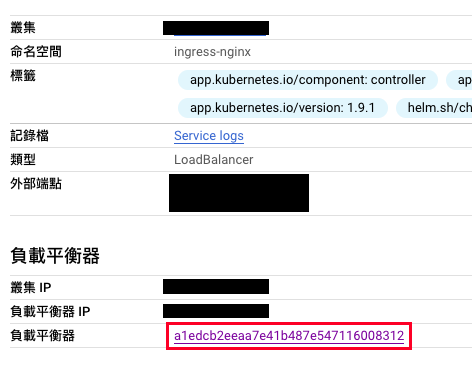 叢集
命名空間 ingress-nginx
標籤 app.kubernetes.io/component: controller ap
app.kubernetes.io/version: 1.9.1 helm.sh/ch
記錄檔 Service logs
類型 LoadBalancer
外部端點
負載平衡器
叢集 IP
負載平衡器 IP
負載平衡器 a1edcb2eeaa7e41b487e547116008312